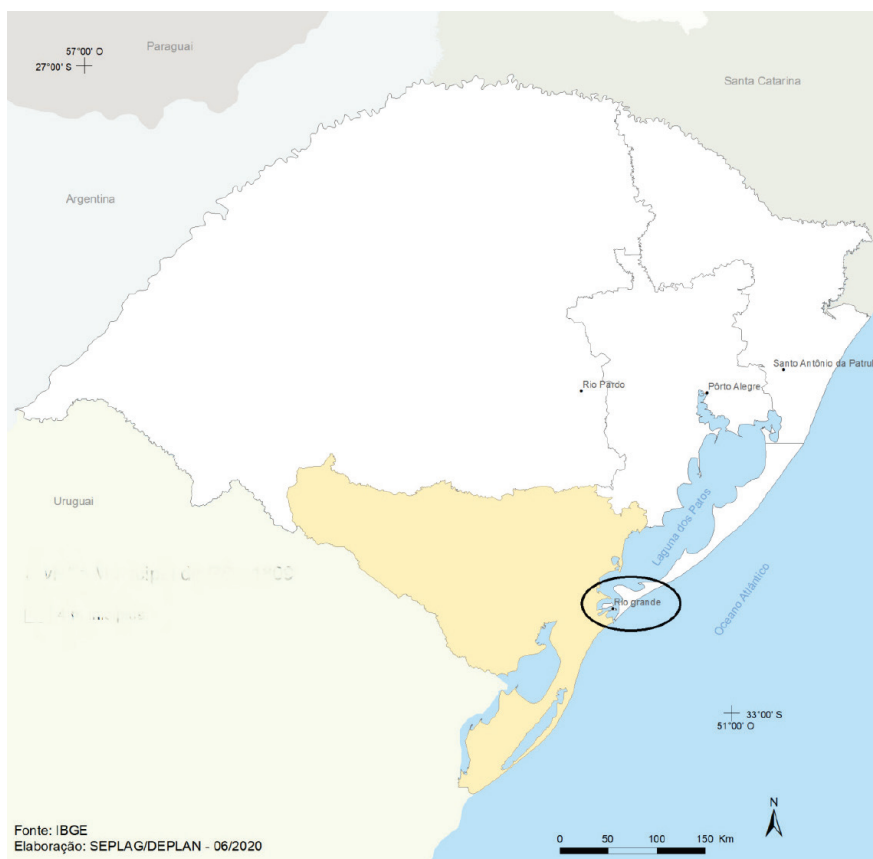 Paraguai
57°00' O
27°00' S
Santa Catarina
Argentina
Santo Antônio da Patrul
Rio Pardo
Pôrto Alegre
Uruguai
Laguna dos Patos
Rio grande
Oceano Atlântico
33°00' S
51°00' O
N
Fonte: IBGE
Elaboração: SEPLAG/DEPLAN - 06/2020
0 50 100 150 Km